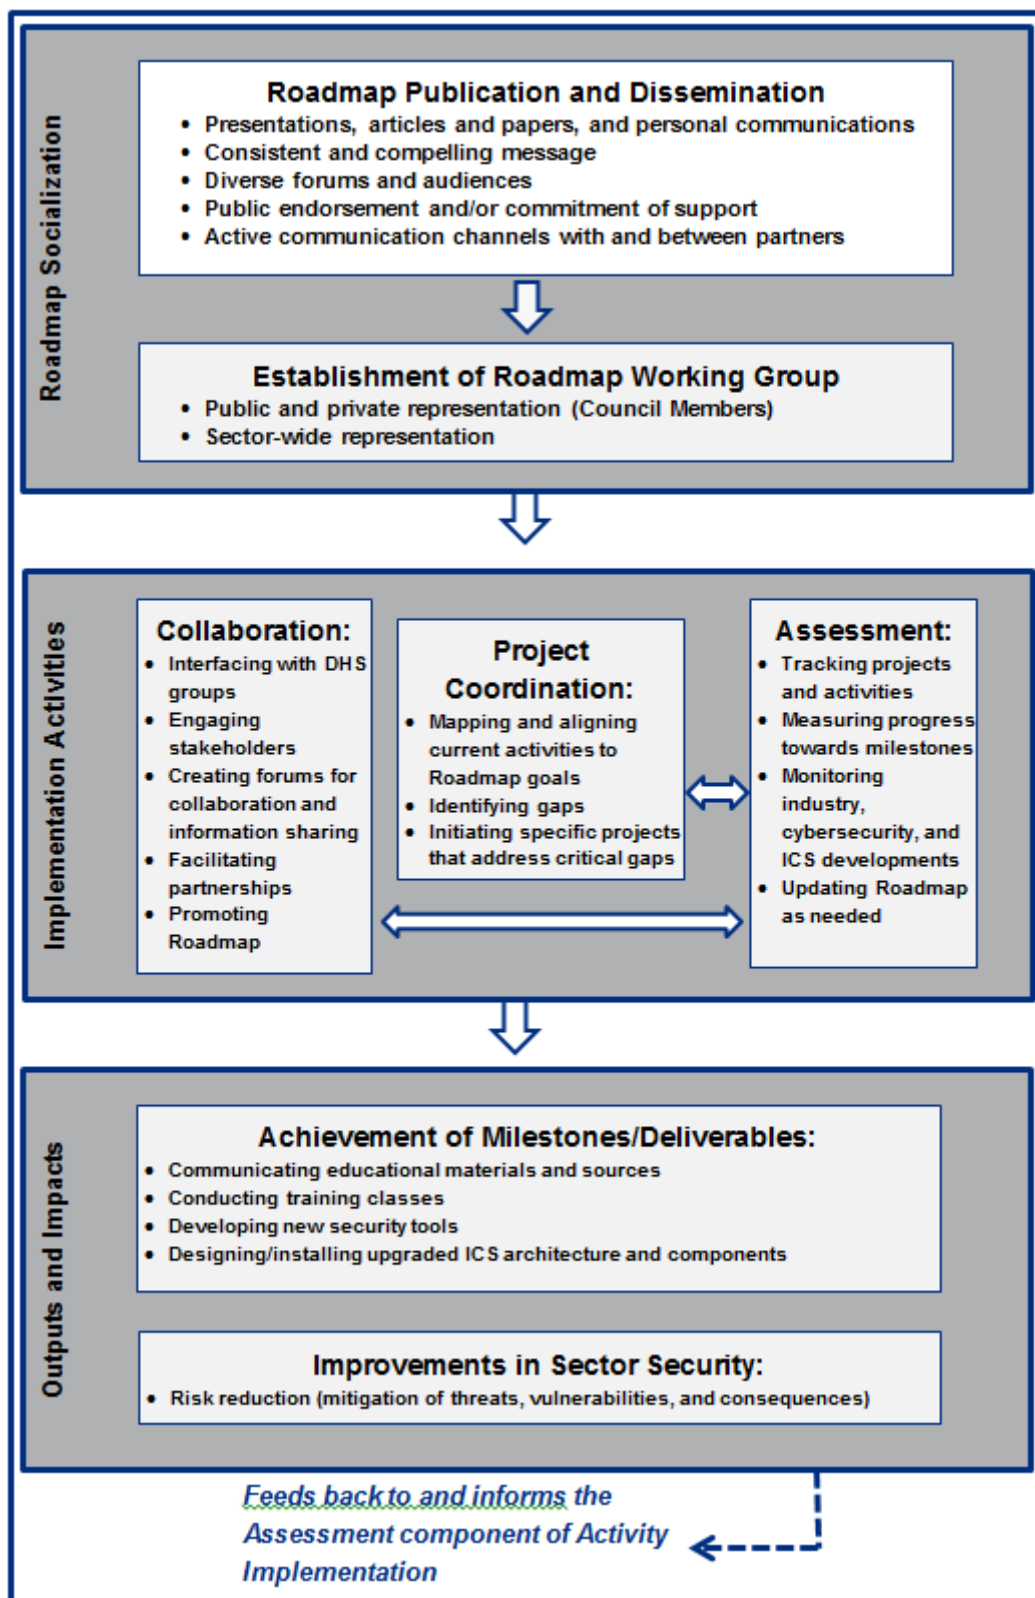 Roadmap Socialization
Roadmap Publication and Dissemination
• Presentations, articles and papers, and personal communications
• Consistent and compelling message
• Diverse forums and audiences
• Public endorsement and/or commitment of support
• Active communication channels with and between partners
Establishment of Roadmap Working Group
• Public and private representation (Council Members)
• Sector-wide representation
Implementation Activities
Collaboration:
• Interfacing with DHS
groups
• Engaging
stakeholders
• Creating forums for
collaboration and
information sharing
• Facilitating
partnerships
• Promoting
Roadmap
Project
Coordination:
• Mapping and aligning
current activities to
Roadmap goals
• Identifying gaps
• Initiating specific projects
that address critical gaps
Assessment:
• Tracking projects
and activities
• Measuring progress
towards milestones
• Monitoring
industry,
cybersecurity, and
ICS developments
• Updating Roadmap
as needed
Outputs and Impacts
Achievement of Milestones/Deliverables:
• Communicating educational materials and sources
• Conducting training classes
• Developing new security tools
• Designing/installing upgraded ICS architecture and components
Improvements in Sector Security:
• Risk reduction (mitigation of threats, vulnerabilities, and consequences)
Feeds back to and informs the
Assessment component of Activity
Implementation